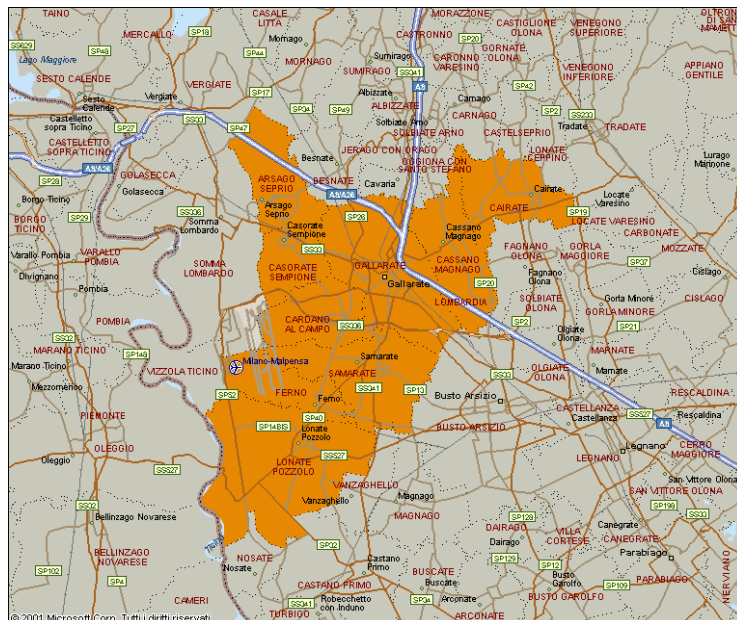 TAINO
MERCALLO
SP18
CASALE
LITTA
MORAZZONE
CASTIGLIONE
OLONA
VENEGONO
SUPERIORE
SS629
SP48
SP44
Mornago
CASTRONNO
SP20
GORNATE
OLONA
Lago Maggiore
MORNAGO
Sumirago
SUMIRAGO
SS341
CARONNO
VARESINO
VENEGONO
INFERIORE
APPIANO
GENTILE
SESTO CALENDE
VERGIATE
SP17
A8
SP42
Sesto
Calende
Vergiate
SP34
SP49
Albizzate
ALBIZZATE
Carnago
CARNAGO
SP2
SS233
Castelletto
sopra Ticino
SP27
SS33
SP47
Solbiate Arno
SOLBIATE ARNO
CASTELSEPRIO
Tradate
TRADATE
CASTELLETTO
SOPRA TICINO
A8/A26
Besnate
JERAGO CON ORAGO
OGGIONA CON
SANTO STEFANO
LONATE
CEPPINO
Lurago
Marinone
SP28
GOLASECCA
Golasecca
ARSAGO
SEPRIO
BESNATE
Cavaria
A8/A26
Cairate
CAIRATE
Locate
Varesino
Borgo Ticino
BORGO
TICINO
SP29
SS336
Somma
Lombardo
Arsago
Seprio
SP26
SP19
LOCATE VARESINO
CARBONATE
Casorate
Sempione
SS33
Cassano
Magnago
FAGNANO
OLONA
GORLA
MAGGIORE
MOZZATE
Varallo Pombia
VARALLO
POMBIA
SOMMA
LOMBARDO
CASORATE
SEMPIONE
GALLARATE
Gallarate
CASSANO
MAGNAGO
SP37
Divignano
Pombia
SP20
Fagnano
Olona
Cislago
CISLAGO
LOMBARDIA
SOLBIATE
OLONA
Gorla Minore
GORLA MINORE
POMBIA
CARDANO
AL CAMPO
SS336
SP2
SP21
SS32
Olgiate
Olona
MARANO TICINO
Marano Ticino
SP148
VIZZOLA TICINO
Milano-Malpensa
Samarate
SAMARATE
MARNATE
Marnate
OLGIATE
OLONA
SS33
Mezzomerico
SP52
FERNO
Ferno
SS341
SP13
Busto Arsizio
RESCALDINA
PIEMONTE
SP40
CASTELLANZA
Castellanza
SS527
Rescaldina
SP14BIS
Lonate
Pozzolo
BUSTO ARSIZIO
A8
OLEGGIO
Oleggio
SS527
SS527
LONATE
POZZOLO
LEGNANO
Legnano
CERRO
MAGGIORE
Vanzaghello
VANZAGHELLO
Magnago
San Vittore Olona
SAN VITTORE OLONA
SS32
Bellinzago Novarese
MAGNAGO
SP128
SP198
SS33
DAIRAGO
Dairago
VILLA
CORTESE
Canegrate
CANEGRATE
BELLINZAGO
NOVARESE
NOSATE
Nosate
SP32
Castano
Primo
SP129
Parabiago
SP102
SP4
BUSCATE
Buscate
SP12
Busto
Garolfo
SP109
PARABIAGO
NERVIANO
CASTANO PRIMO
BUSTO GAROLFO
CAMERI
SS341
Robecchetto
con Induno
TURBIGO
SP34
Arconate
ARCONATE
© 2001 Microsoft Corp. Tutti i diritti riservati.